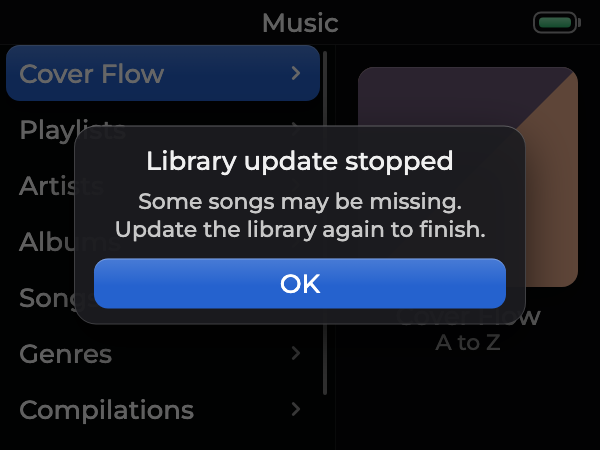 Music
Cover Flow
Playlists
Artists
Albums
Songs
Genres
Compilations
Library update stopped
Some songs may be missing.
Update the library again to finish.
OK
Cover Flow
A to Z